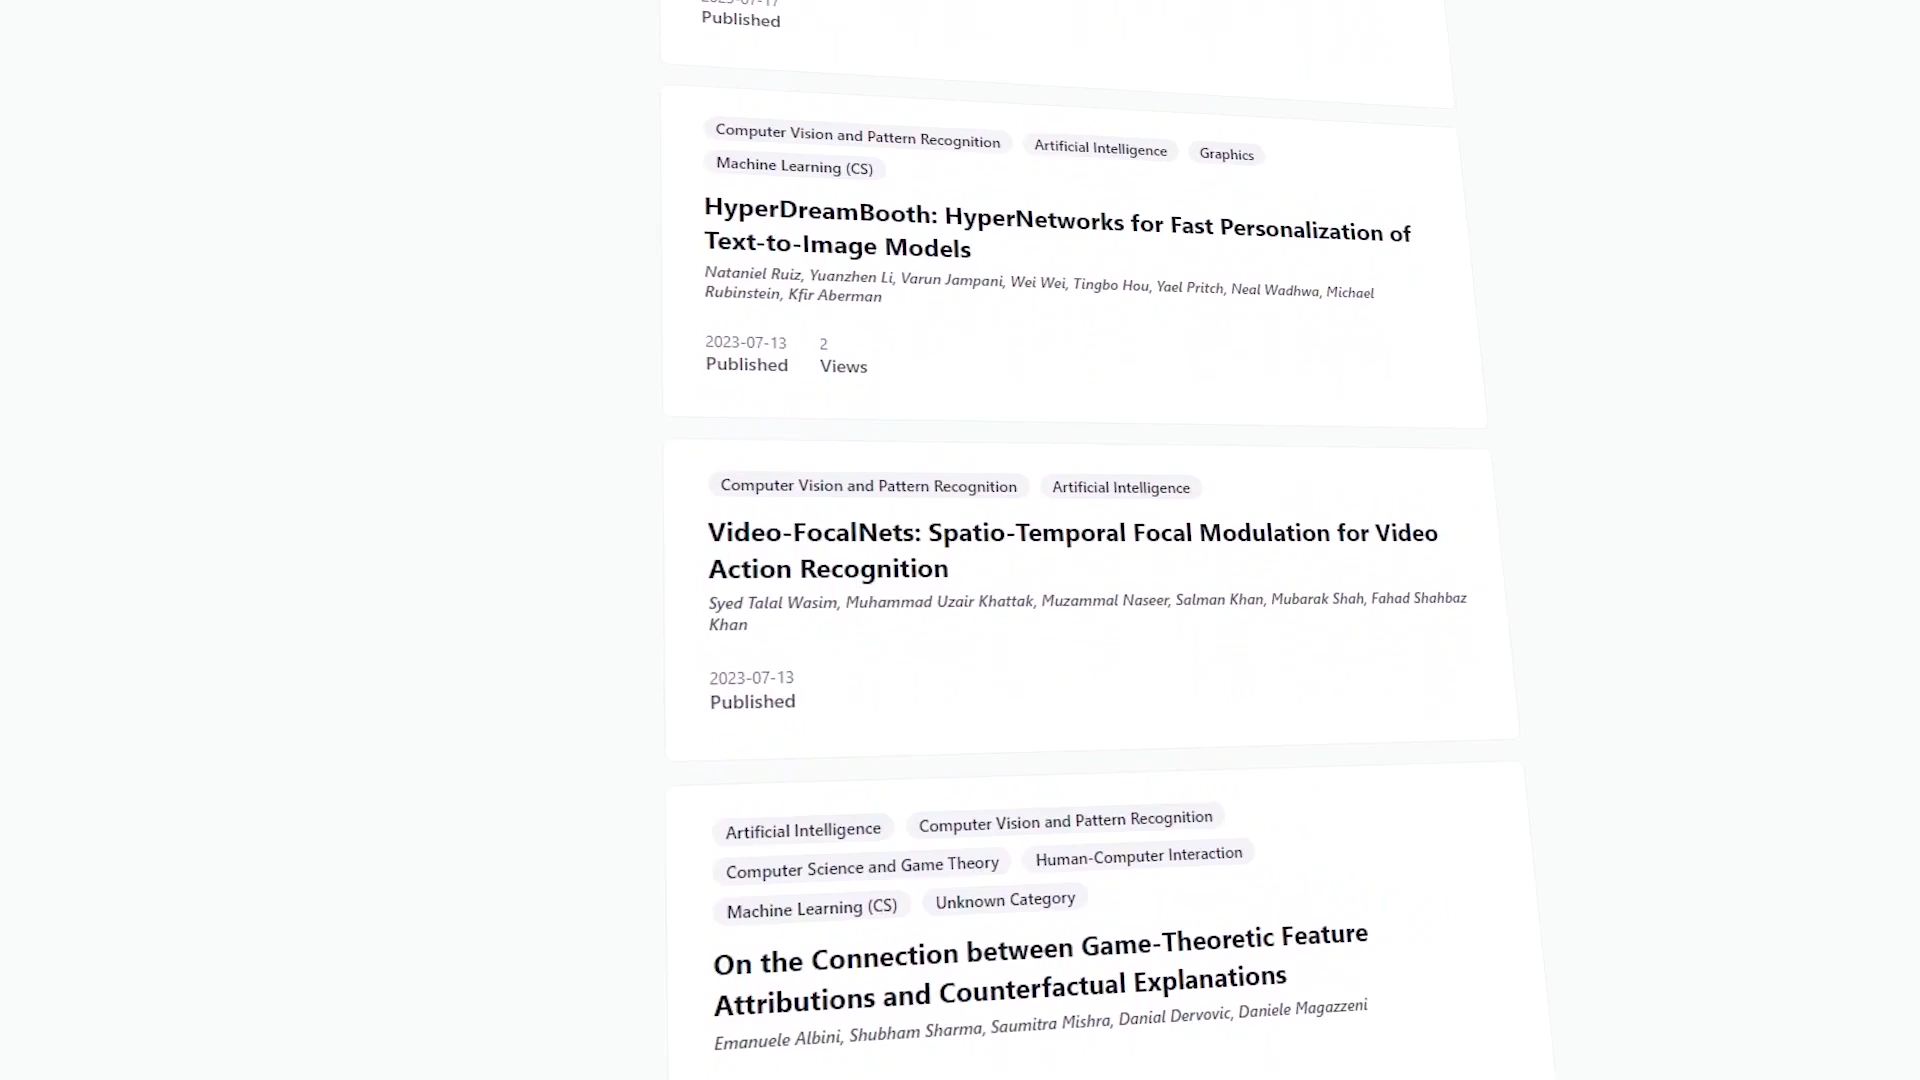 2023-07-17
Published
Computer Vision and Pattern Recognition Artificial Intelligence Graphics
Machine Learning (CS)
HyperDreamBooth: HyperNetworks for Fast Personalization of
Text-to-Image Models
Nataniel Ruiz, Yuanzhen Li, Varun Jampani, Wei Wei, Tingbo Hou, Yael Pritch, Neal Wadhwa, Michael
Rubinstein, Kfir Aberman
2023-07-13 2
Published Views
Computer Vision and Pattern Recognition Artificial Intelligence
Video-FocalNets: Spatio-Temporal Focal Modulation for Video
Action Recognition
Syed Talal Wasim, Muhammad Uzair Khattak, Muzammal Naseer, Salman Khan, Mubarak Shah, Fahad Shahbaz
Khan
2023-07-13
Published
Artificial Intelligence Computer Vision and Pattern Recognition
Computer Science and Game Theory Human-Computer Interaction
Machine Learning (CS) Unknown Category
On the Connection between Game-Theoretic Feature
Attributions and Counterfactual Explanations
Emanuele Albini, Shubham Sharma, Saumitra Mishra, Danial Dervovic, Daniele Magazzeni